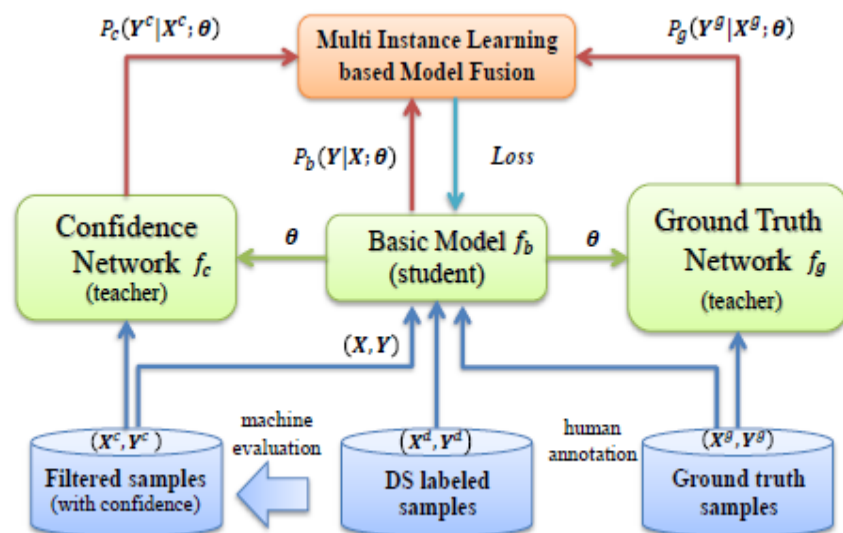 P_c(Y^c|X^c; θ)
Multi Instance Learning
based Model Fusion
P_g(Y^g|X^g; θ)
P_b(Y|X; θ)
Loss
Confidence
Network f_c
(teacher)
θ
Basic Model f_b
(student)
θ
Ground Truth
Network f_g
(teacher)
(X, Y)
(X^c, Y^c)
Filtered samples
(with confidence)
machine
evaluation
(X^d, Y^d)
DS labeled
samples
human
annotation
(X^g, Y^g)
Ground truth
samples